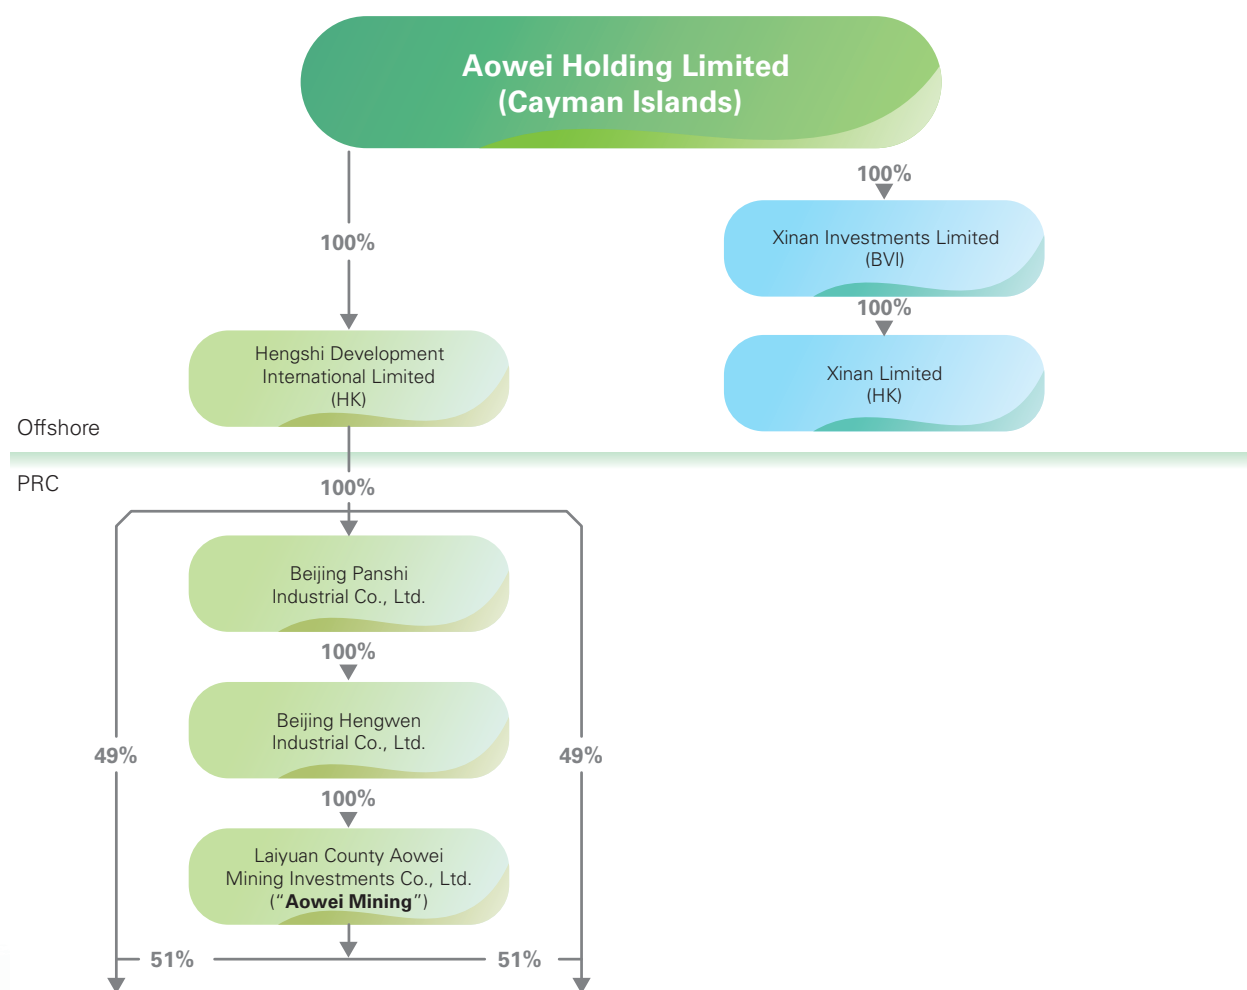 Aowei Holding Limited
(Cayman Islands)
100%
100%
Xinan Investments Limited
(BVI)
100%
Hengshi Development
International Limited
(HK)
Xinan Limited
(HK)
Offshore
PRC
100%
Beijing Panshi
Industrial Co., Ltd.
100%
Beijing Hengwen
Industrial Co., Ltd.
49%
49%
100%
Laiyuan County Aowei
Mining Investments Co., Ltd.
(“Aowei Mining”)
51%
51%